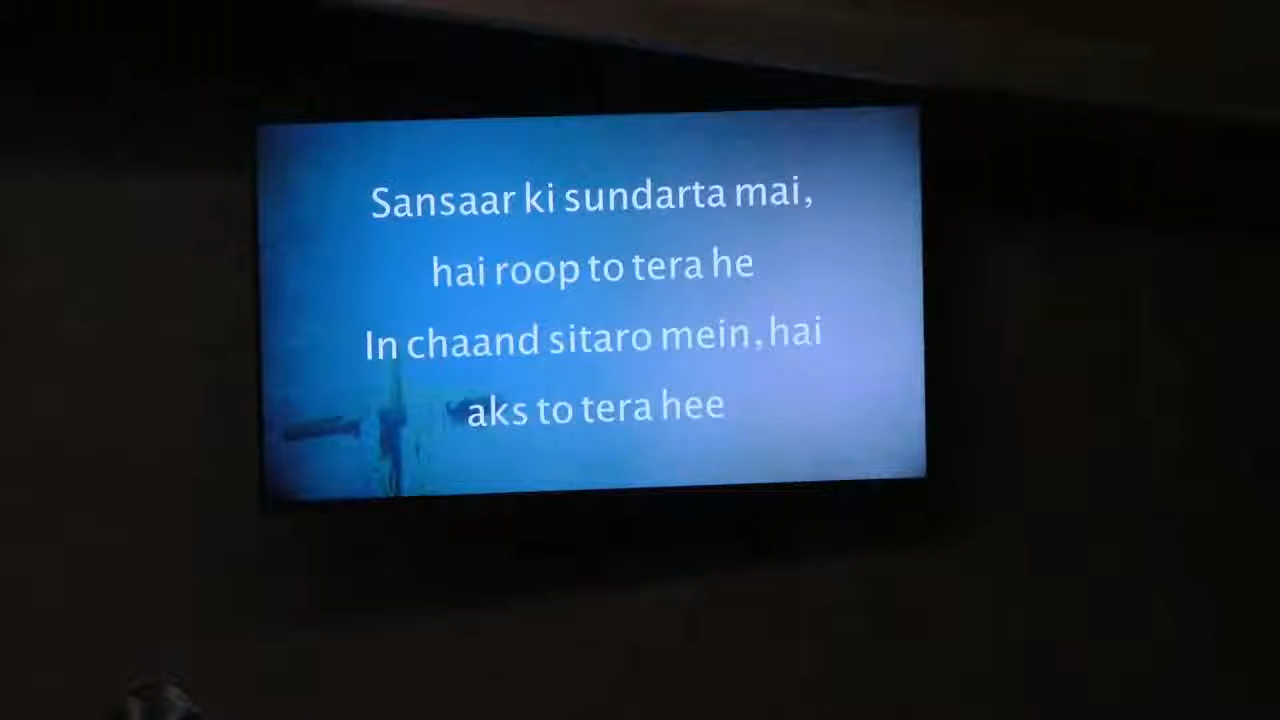 Sansaar ki sundarta mai,
hai roop to tera he
In chaand sitaro mein, hai
aks to tera hee